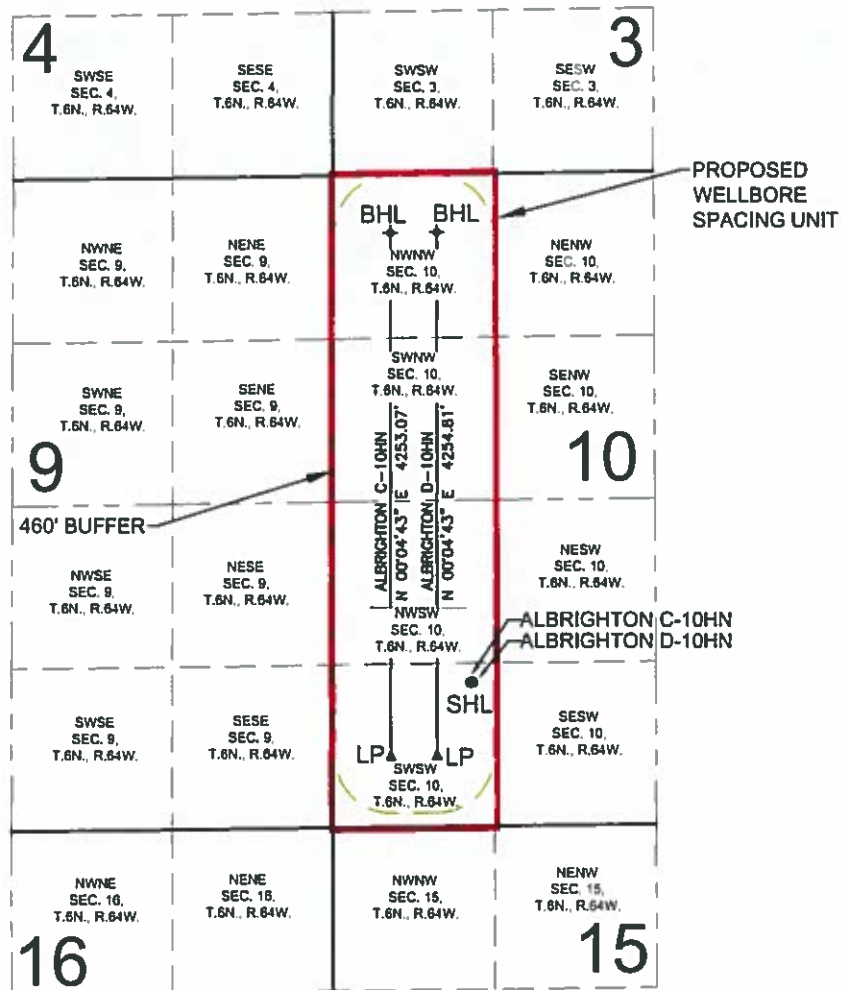 4
3
SWSE
SEC. 4,
T.6N., R.64W.
SESE
SEC. 4,
T.6N., R.64W.
SWSW
SEC. 3,
T.6N., R.64W.
SESW
SEC. 3,
T.6N., R.64W.
PROPOSED
WELLBORE
SPACING UNIT
BHL
BHL
NWNE
SEC. 9,
T.6N., R.64W.
NENE
SEC. 9,
T.6N., R.64W.
NWNW
SEC. 10,
T.6N., R.64W.
NENW
SEC. 10,
T.6N., R.64W.
SWNE
SEC. 9,
T.6N., R.64W.
SENE
SEC. 9,
T.6N., R.64W.
SWNW
SEC. 10,
T.6N., R.64W.
SENW
SEC. 10,
T.6N., R.64W.
9
10
ALBRIGHTON C-10HN
N 00°04'43" E 4253.07'
ALBRIGHTON D-10HN
N 00°04'43" E 4254.81'
460' BUFFER
NWSE
SEC. 9,
T.6N., R.64W.
NESE
SEC. 9,
T.6N., R.64W.
NWSW
SEC. 10,
T.6N., R.64W.
NESW
SEC. 10,
T.6N., R.64W.
ALBRIGHTON C-10HN
ALBRIGHTON D-10HN
SHL
SWSE
SEC. 9,
T.6N., R.64W.
SESE
SEC. 9,
T.6N., R.64W.
LP
LP
SWSW
SEC. 10,
T.6N., R.64W.
SESW
SEC. 10,
T.6N., R.64W.
NWNE
SEC. 16,
T.6N., R.64W.
NENE
SEC. 16,
T.6N., R.64W.
NWNW
SEC. 15,
T.6N., R.64W.
NENW
SEC. 15,
T.6N., R.64W.
16
15